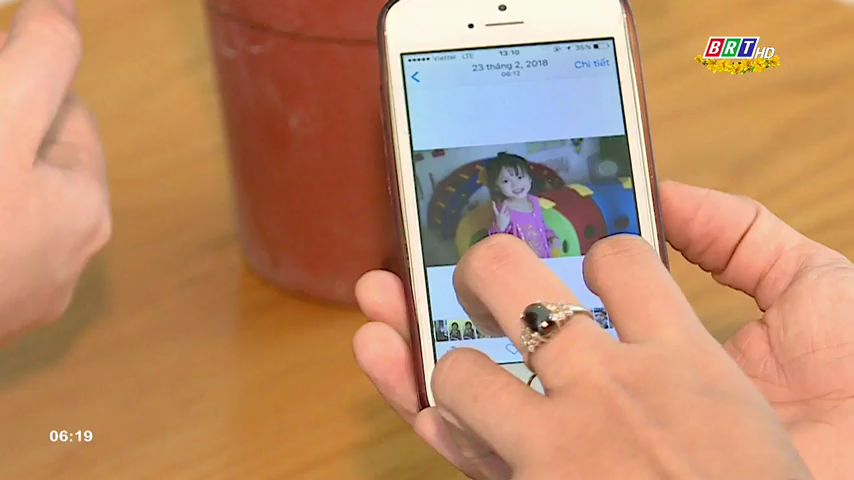 BRT HD
Viettel LTE 13:10 35%
23 tháng 2, 2018
06:12
Chi tiết
06:19